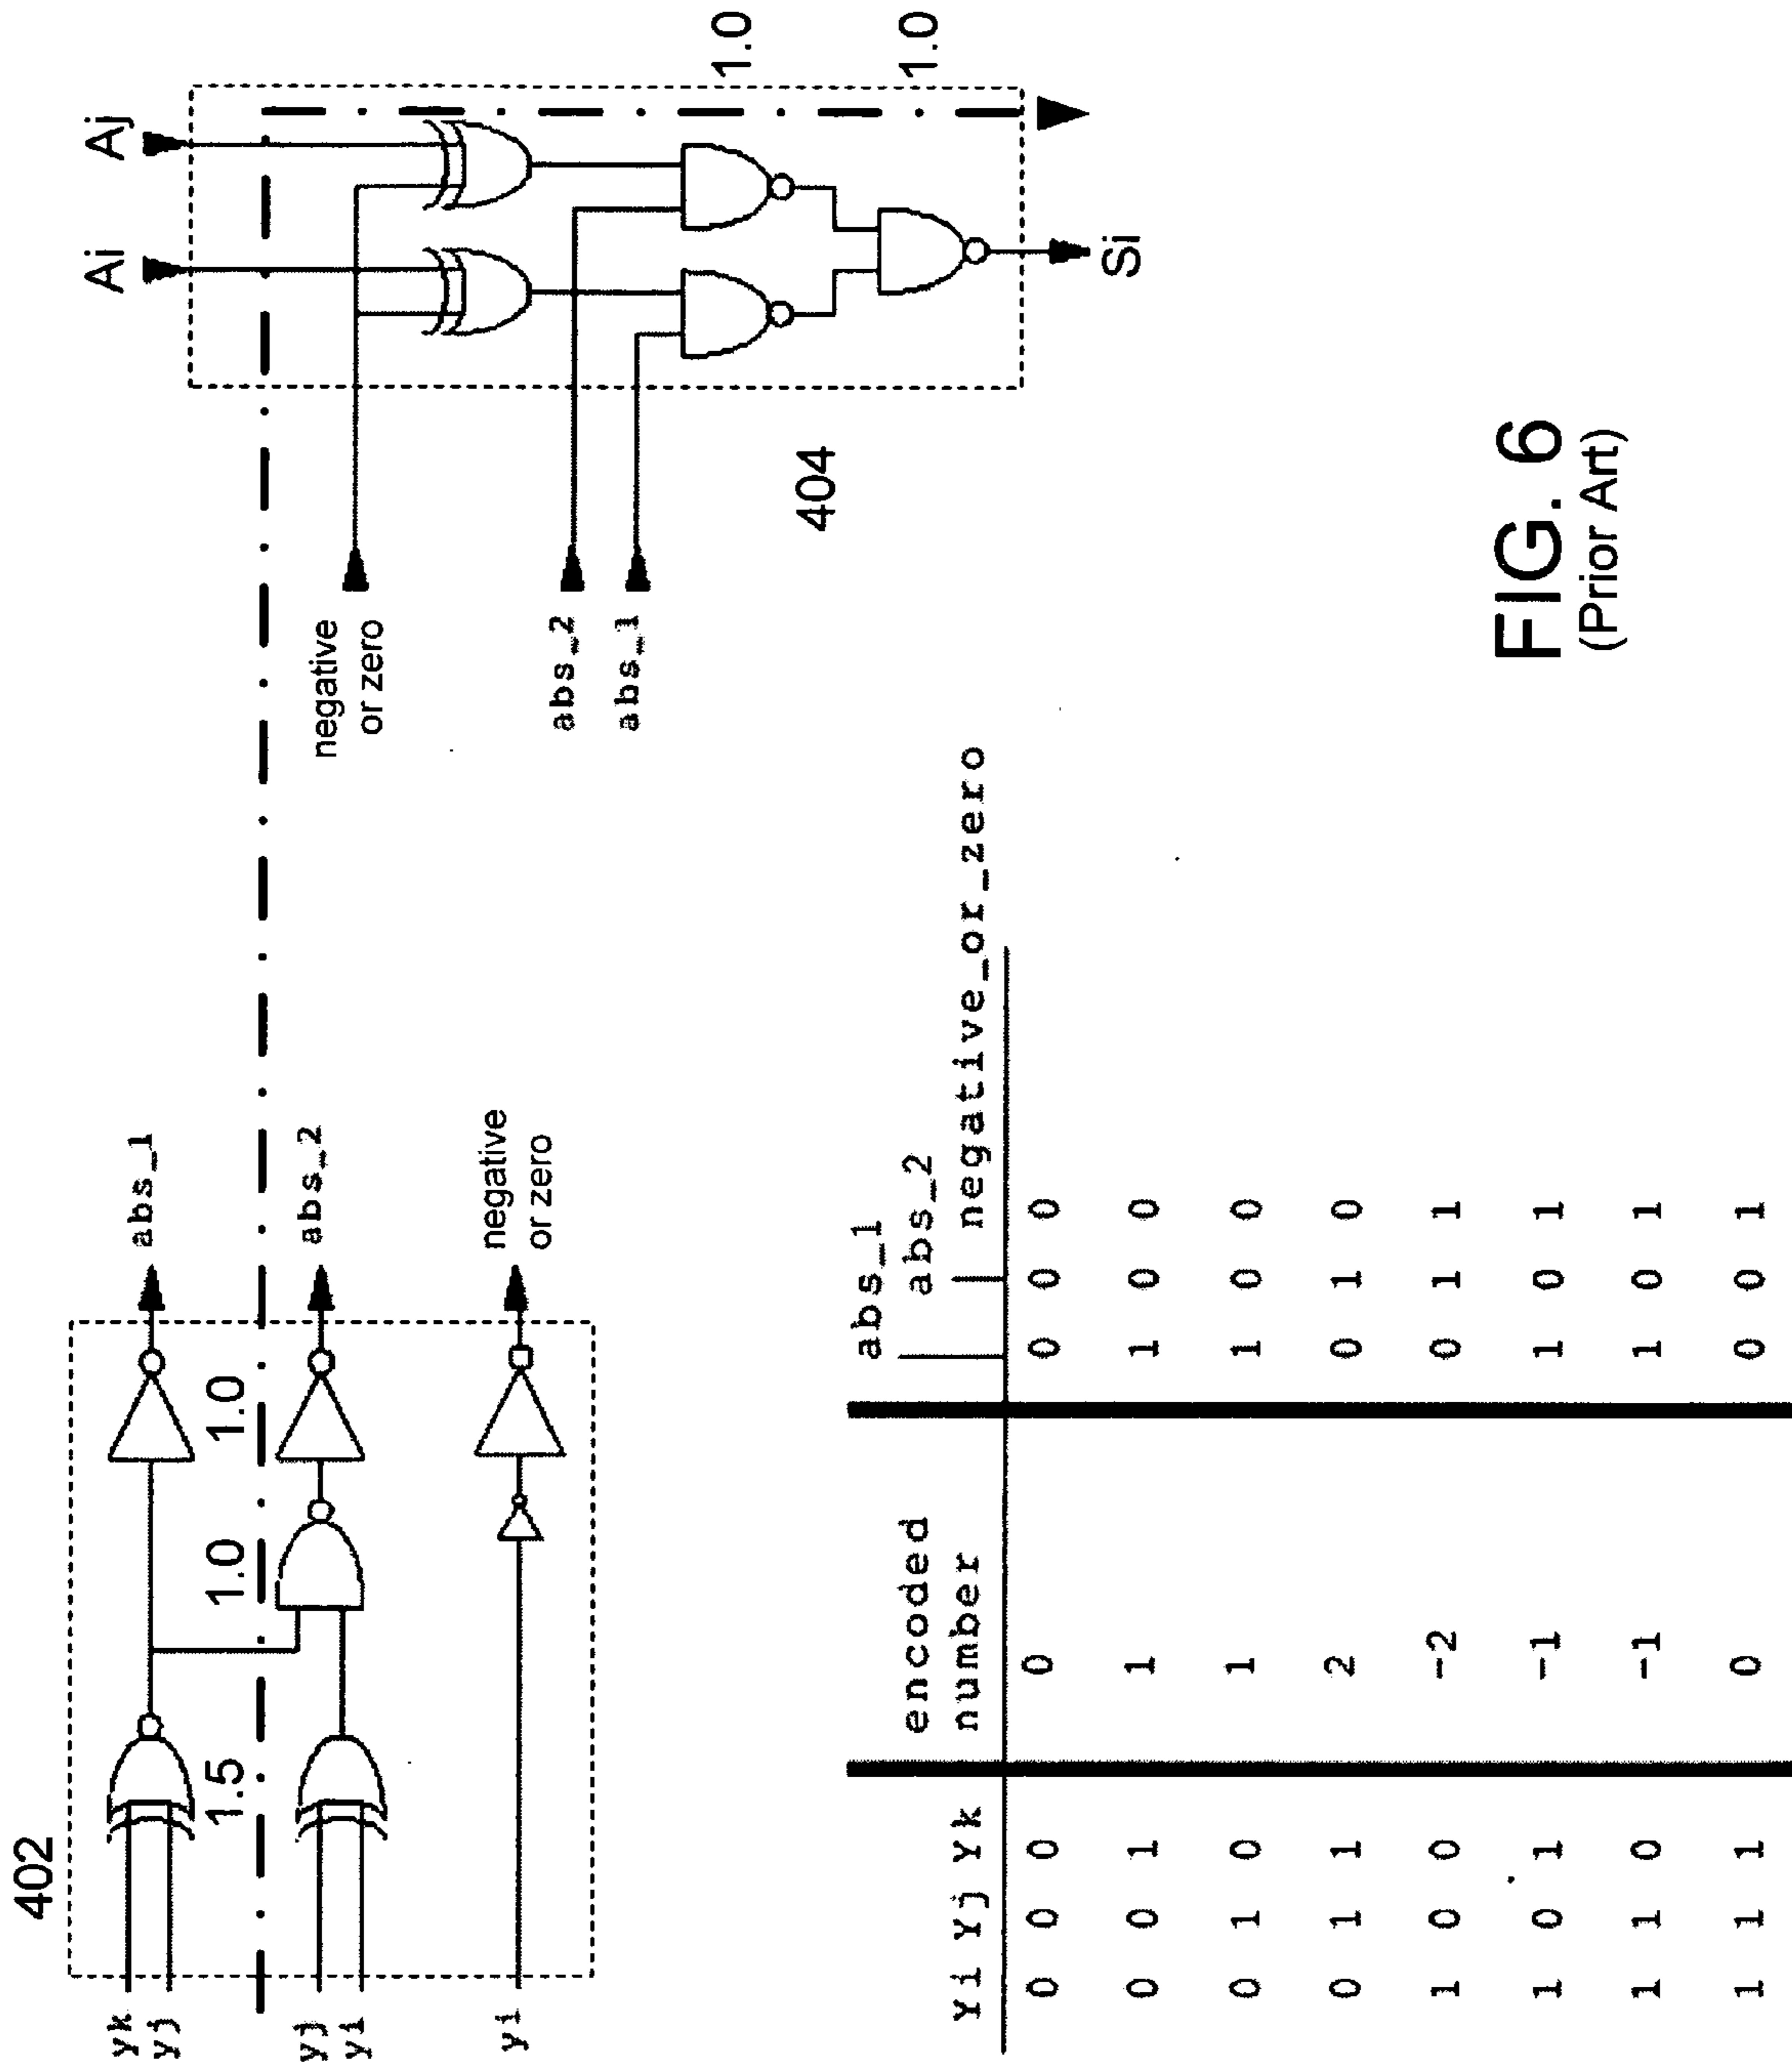 402
yk
yj
1.5
1.0
1.0
abs_1
yj
yi
abs_2
yi
negative
or zero
Ai
Aj
negative
or zero
abs_2
abs_1
1.0
1.0
404
Si
abs_1
encoded abs_2
Yi Yj Yk number negative_or_zero
0 0 0 0 0 0 0
0 0 1 1 1 0 0
0 1 0 1 1 0 0
0 1 1 2 0 1 0
1 0 0 -2 0 1 1
1 0 1 -1 1 0 1
1 1 0 -1 1 0 1
1 1 1 0 0 0 1
FIG. 6
(Prior Art)